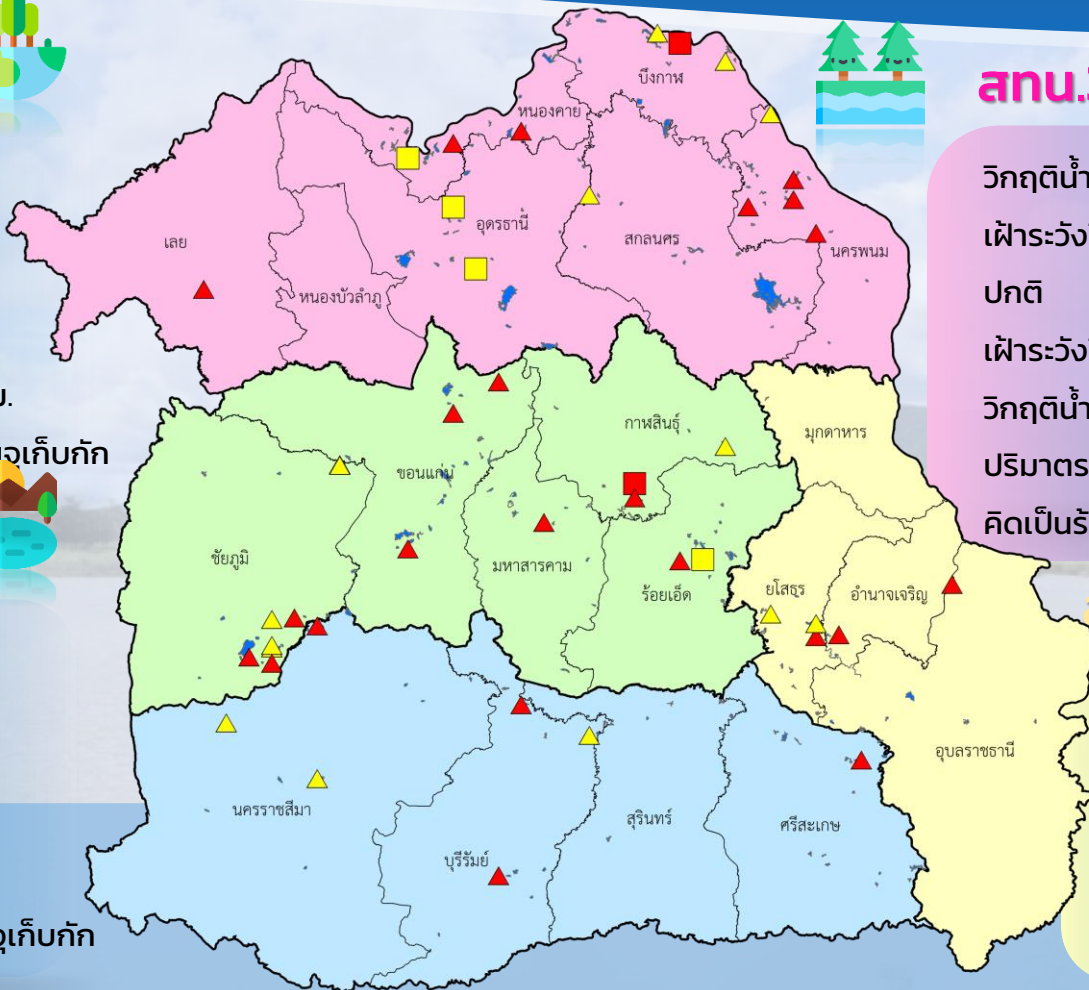 สทน.
วิกฤติน้ำ
เฝ้าระวัง
ปกติ
เฝ้าระวัง
วิกฤติน้ำ
ปริมาตร
คิดเป็นร้
บึงกาฬ
หนองคาย
เลย
อุดรธานี
สกลนคร
นครพนม
หนองบัวลำภู
ม.
จุเก็บกัก
กาฬสินธุ์
มุกดาหาร
ขอนแก่น
ชัยภูมิ
มหาสารคาม
ร้อยเอ็ด
ยโสธร
อำนาจเจริญ
อุบลราชธานี
นครราชสีมา
บุรีรัมย์
สุรินทร์
ศรีสะเกษ
จุเก็บกัก